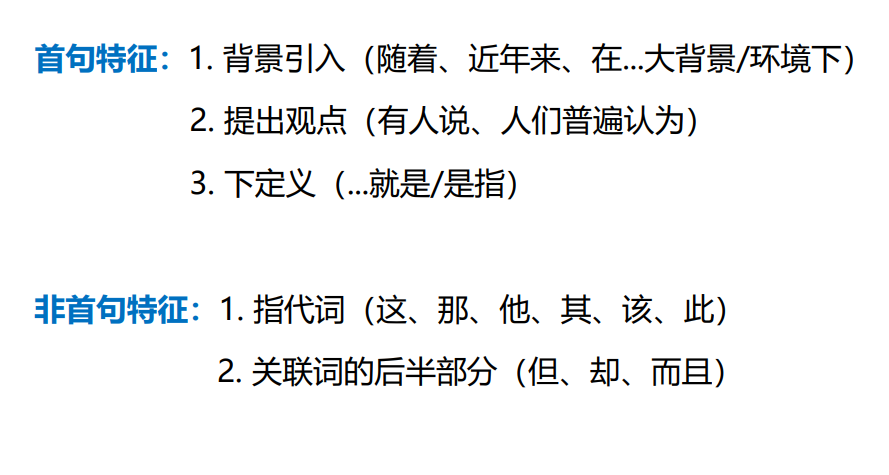 首句特征：1. 背景引入（随着、近年来、在...大背景/环境下）
2. 提出观点（有人说、人们普遍认为）
3. 下定义（...就是/是指）
非首句特征：1. 指代词（这、那、他、其、该、此）
2. 关联词的后半部分（但、却、而且）